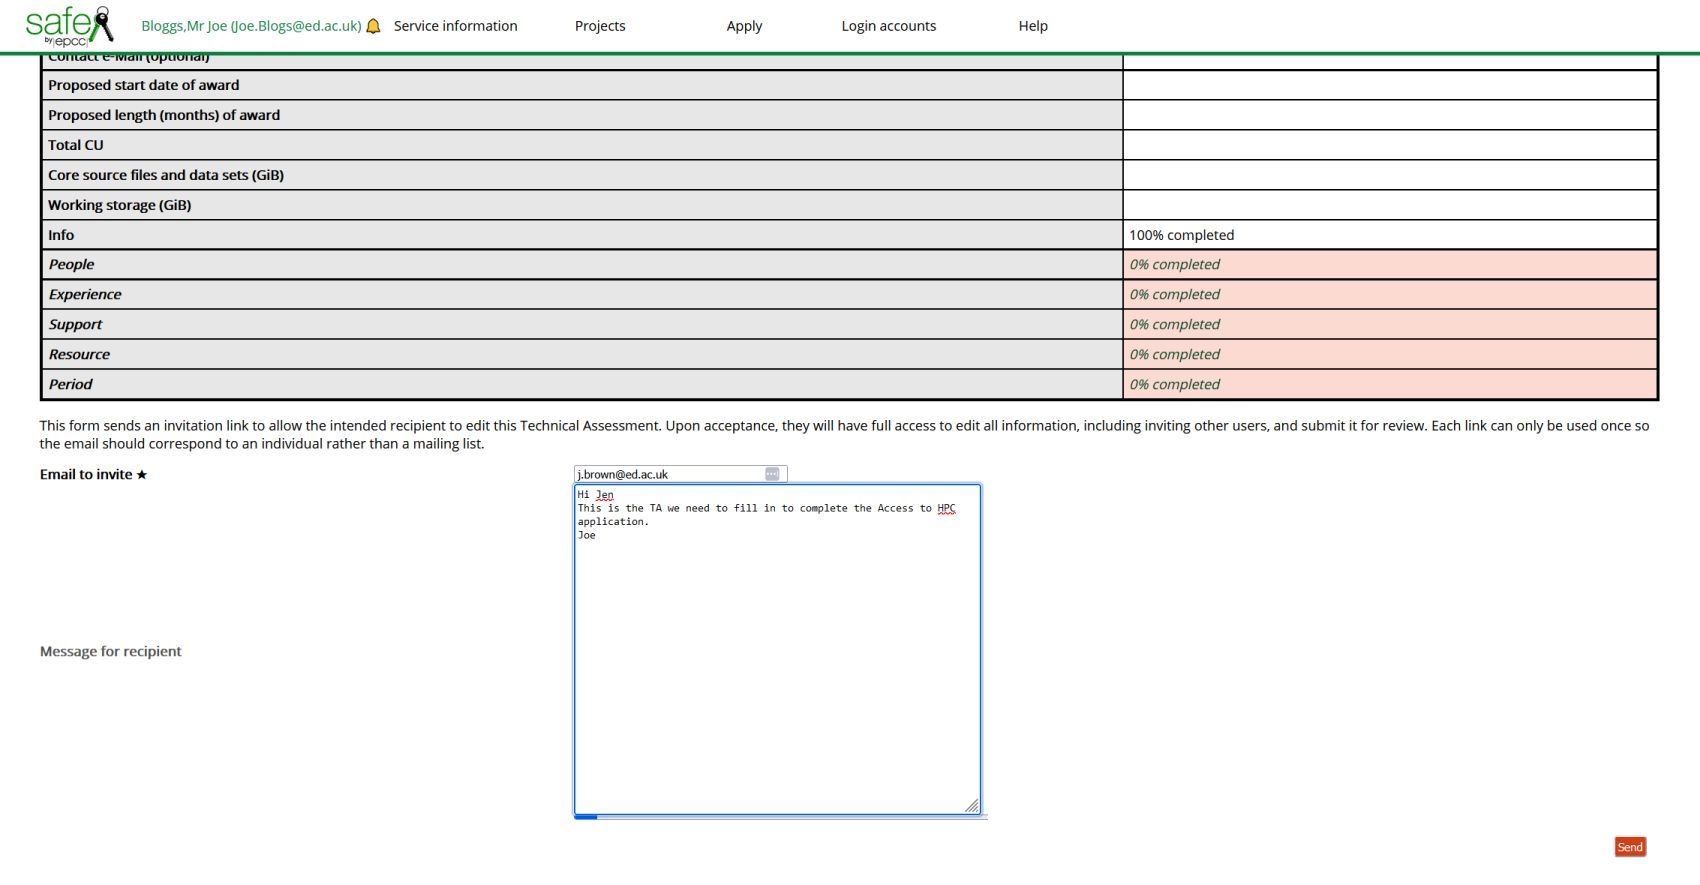 safe
by |epcc|
Bloggs,Mr Joe (Joe.Blogs@ed.ac.uk)
Service information
Projects
Apply
Login accounts
Help
Contact e-Mail (optional)
Proposed start date of award
Proposed length (months) of award
Total CU
Core source files and data sets (GiB)
Working storage (GiB)
Info 100% completed
People 0% completed
Experience 0% completed
Support 0% completed
Resource 0% completed
Period 0% completed
This form sends an invitation link to allow the intended recipient to edit this Technical Assessment. Upon acceptance, they will have full access to edit all information, including inviting other users, and submit it for review. Each link can only be used once so
the email should correspond to an individual rather than a mailing list.
Email to invite ★ j.brown@ed.ac.uk
Hi Jen
This is the TA we need to fill in to complete the Access to HPC
application.
Joe
Message for recipient
Send